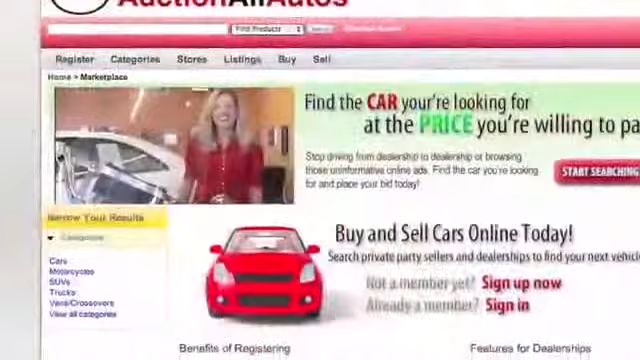 AuctionAllAutos
Find Products
Register Categories Stores Listings Buy Sell
Home > Marketplace
Find the CAR you're looking for
at the PRICE you're willing to pa
Stop driving from dealership to dealership or browsing
those uninformative online ads. Find the car you're looking
for and place your bid today!
START SEARCHING
Narrow Your Results
Categories
Cars
Motorcycles
SUVs
Trucks
Vans/Crossovers
View all categories
Buy and Sell Cars Online Today!
Search private party sellers and dealerships to find your next vehicl
Not a member yet? Sign up now
Already a member? Sign in
Benefits of Registering
Features for Dealerships